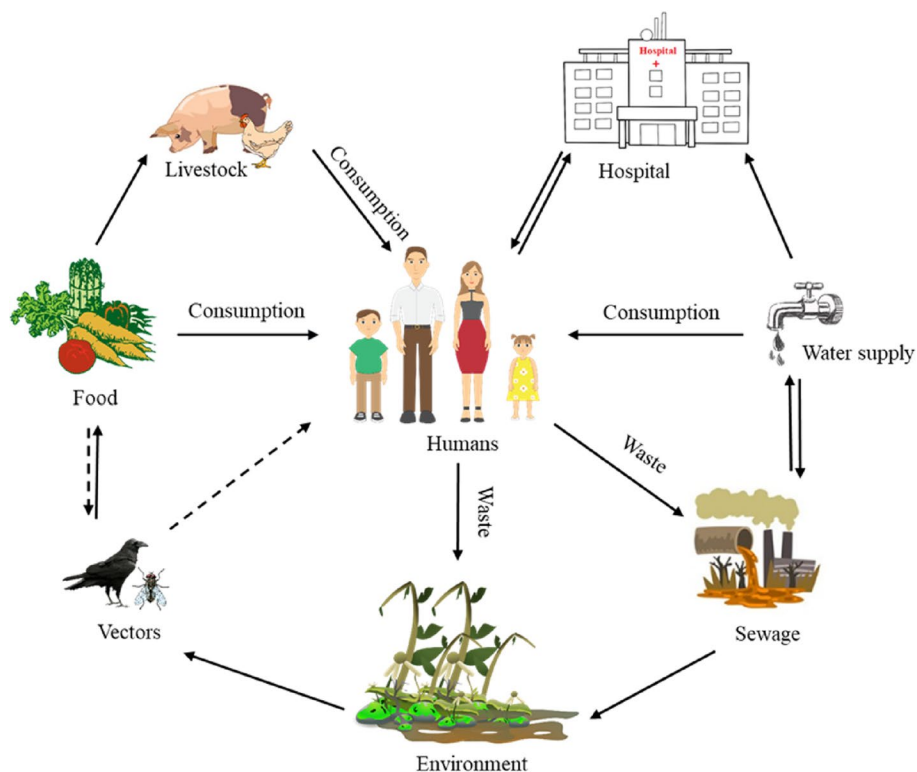 Hospital
+
Livestock
Hospital
Consumption
Consumption
Consumption
Water supply
Food
Humans
Waste
Waste
Vectors
Sewage
Environment